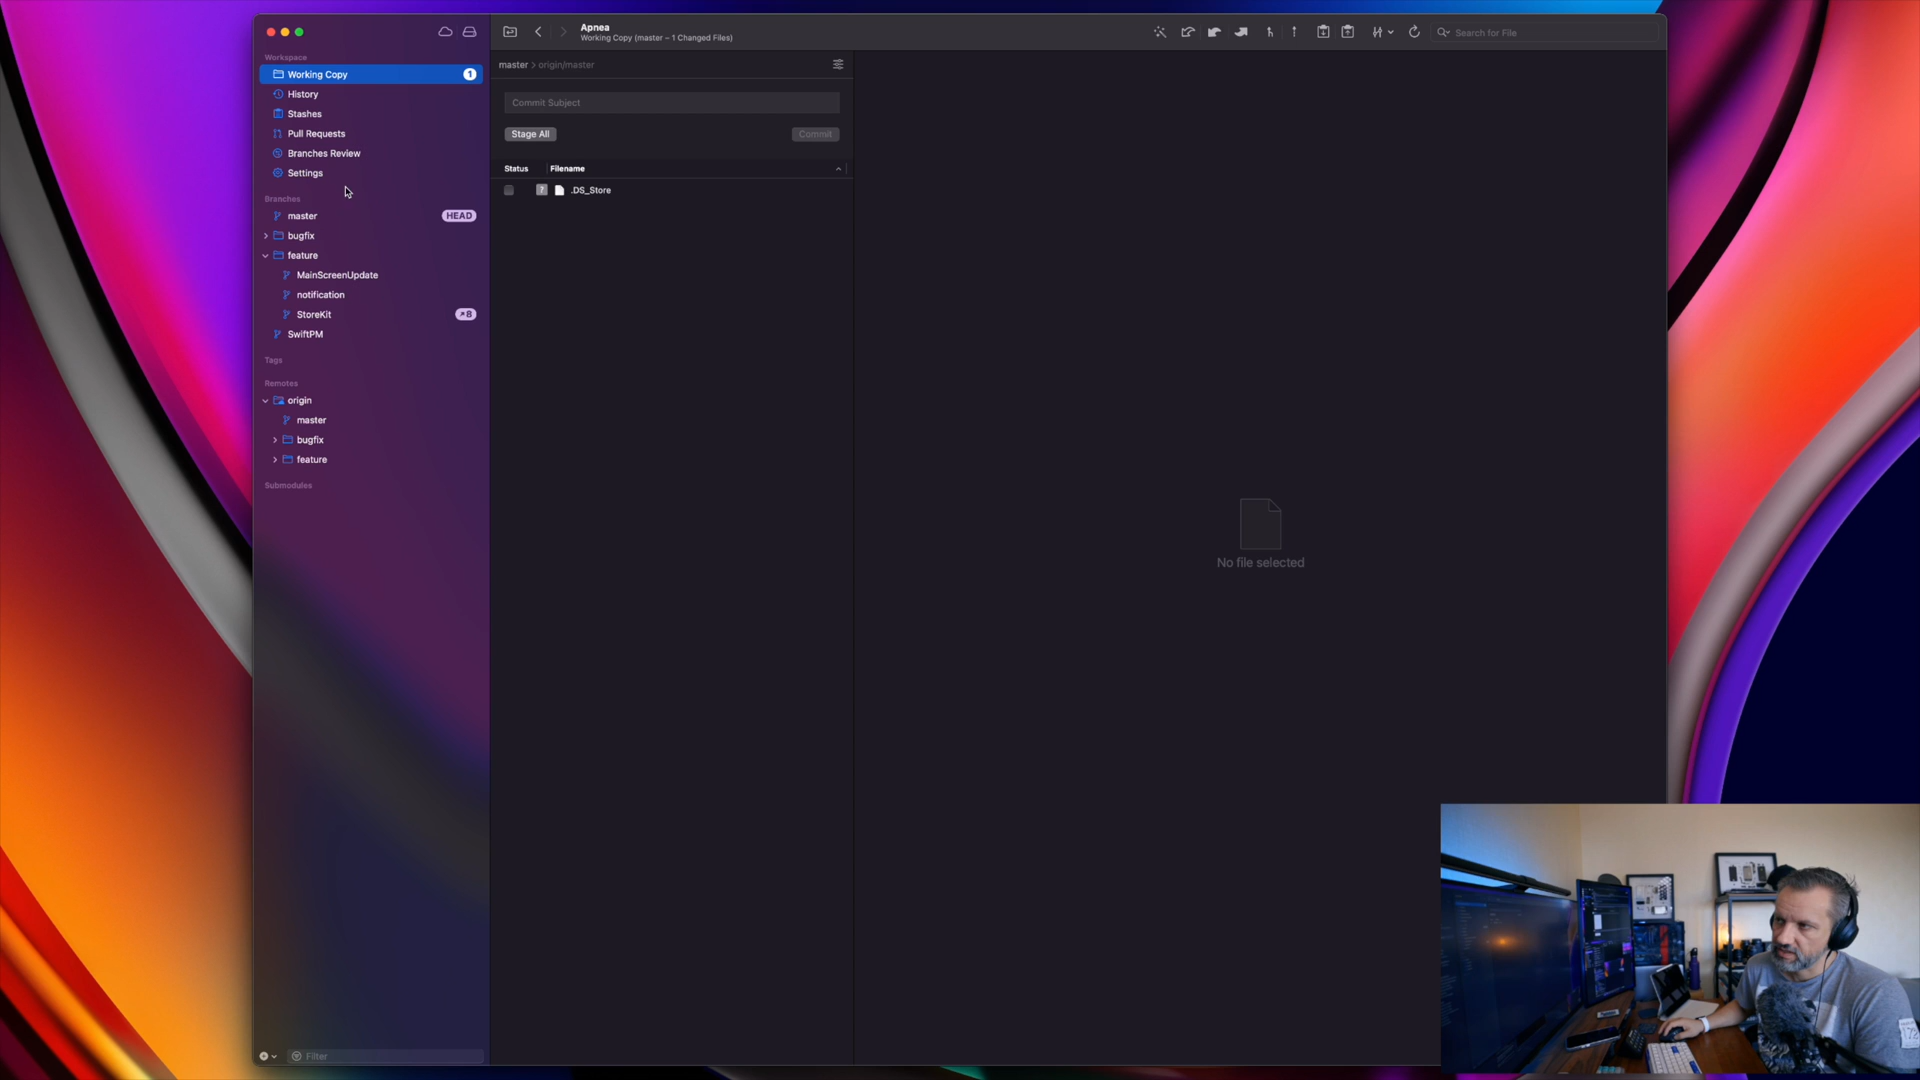 Apnea
Working Copy (master – 1 Changed Files)
Search for File
Workspace
Working Copy
1
History
Stashes
Pull Requests
Branches Review
Settings
Branches
master
HEAD
bugfix
feature
MainScreenUpdate
notification
StoreKit
8
SwiftPM
Tags
Remotes
origin
master
bugfix
feature
Submodules
Filter
master > origin/master
Commit Subject
Stage All
Commit
Status
Filename
?
.DS_Store
No file selected